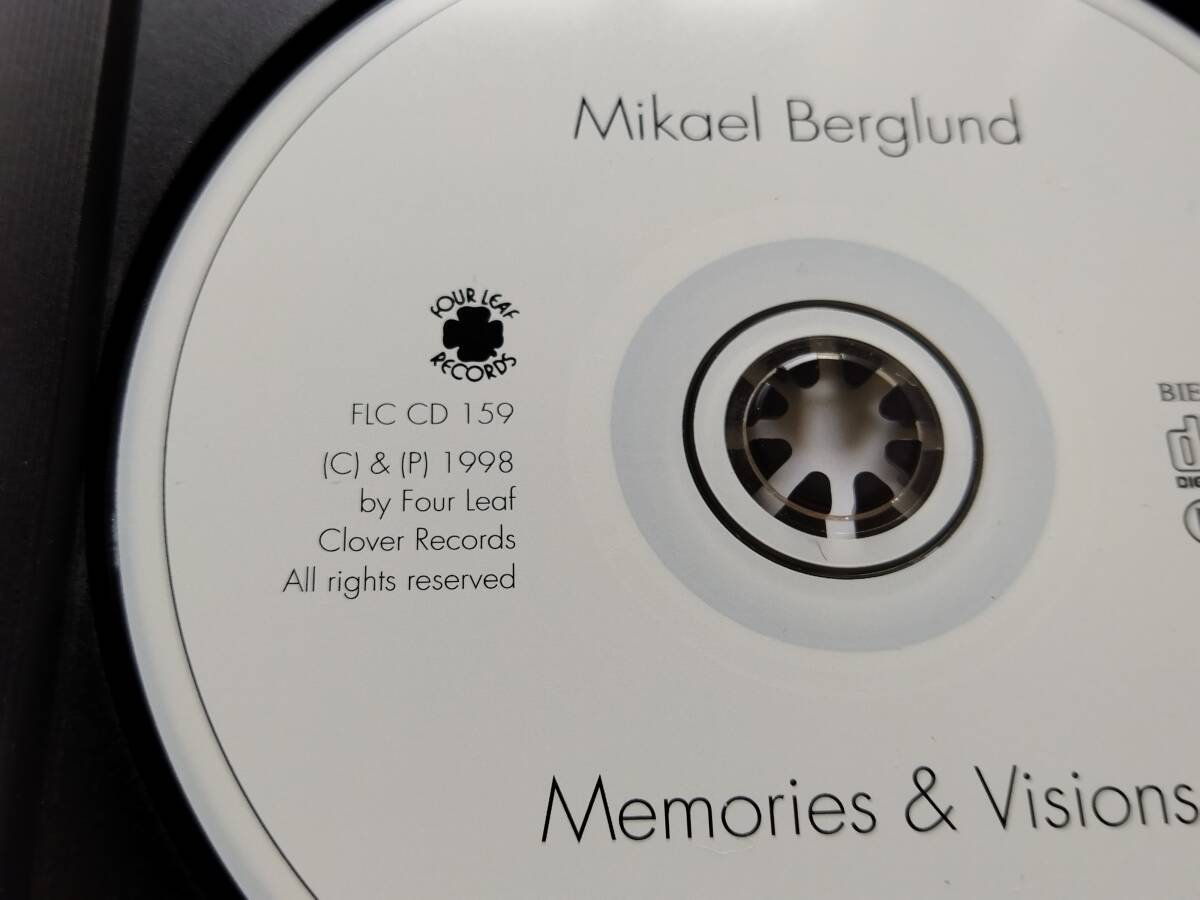 Mikael Berglund
FOUR LEAF
RECORDS
FLC CD 159
(C) & (P) 1998
by Four Leaf
Clover Records
All rights reserved
Memories & Visions